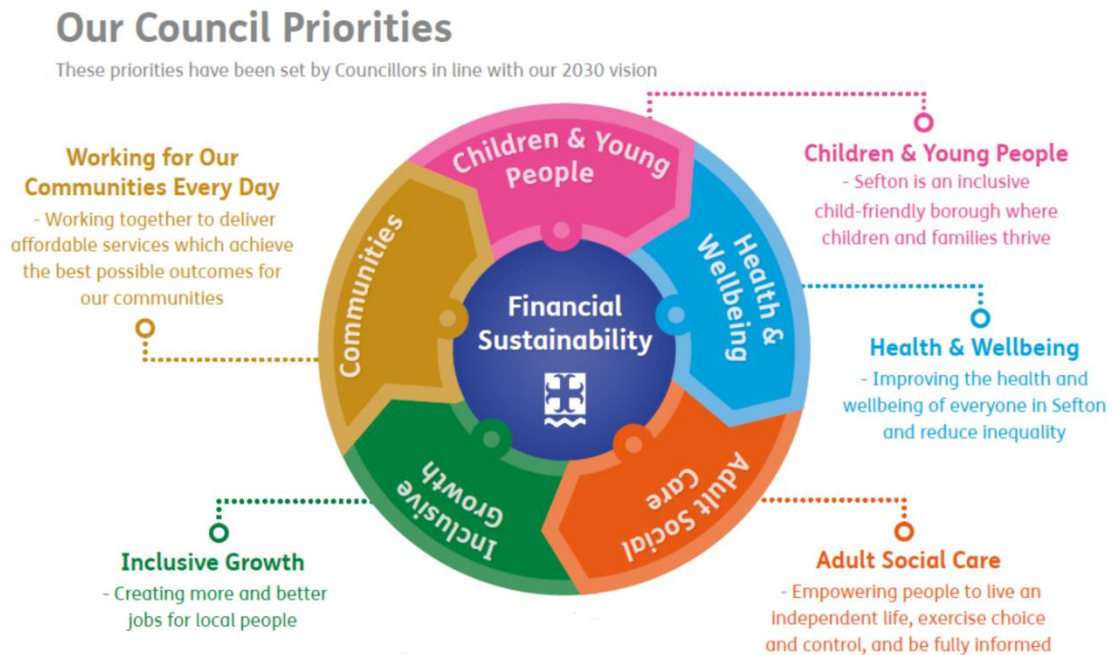 Our Council Priorities
These priorities have been set by Councillors in line with our 2030 vision
Working for Our
Communities Every Day
- Working together to deliver
affordable services which achieve
the best possible outcomes for
our communities
Children & Young People
- Sefton is an inclusive
child-friendly borough where
children and families thrive
Health & Wellbeing
- Improving the health and
wellbeing of everyone in Sefton
and reduce inequality
Adult Social Care
- Empowering people to live an
independent life, exercise choice
and control, and be fully informed
Inclusive Growth
- Creating more and better
jobs for local people
Children & Young
People
Health &
Wellbeing
Adult Social
Care
Inclusive
Growth
Communities
Financial
Sustainability